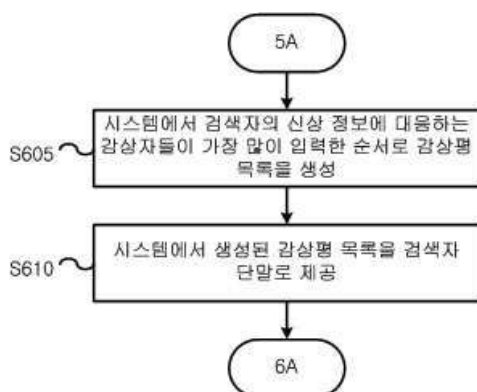 5A
S605
시스템에서 검색자의 신상 정보에 대응하는
감상자들이 가장 많이 입력한 순서로 감상평
목록을 생성
S610
시스템에서 생성된 감상평 목록을 검색자
단말로 제공
6A